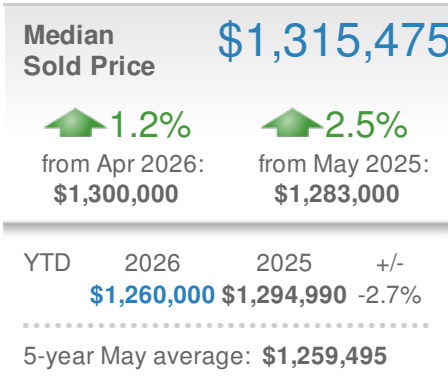 Median
Sold Price
$1,315,475
1.2%
from Apr 2026:
$1,300,000
2.5%
from May 2025:
$1,283,000
YTD 2026 2025 +/-
$1,260,000 $1,294,990 -2.7%
5-year May average: $1,259,495